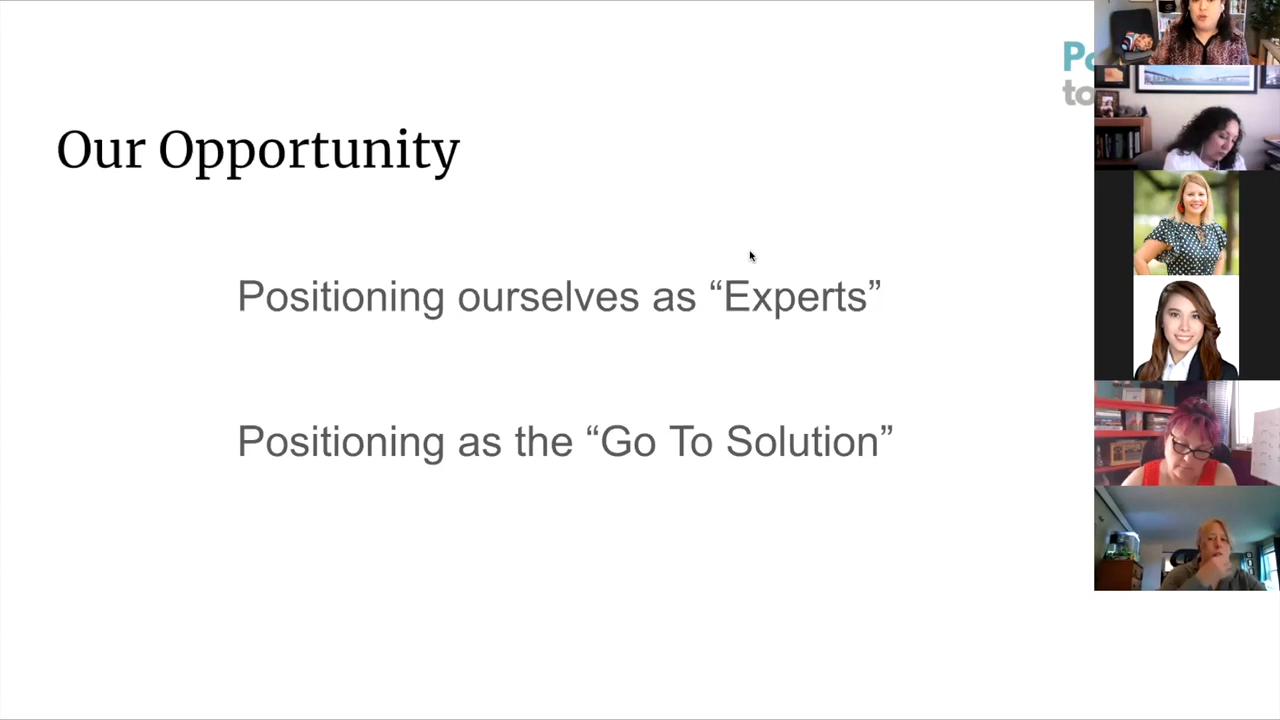 Our Opportunity
Positioning ourselves as “Experts”
Positioning as the “Go To Solution”